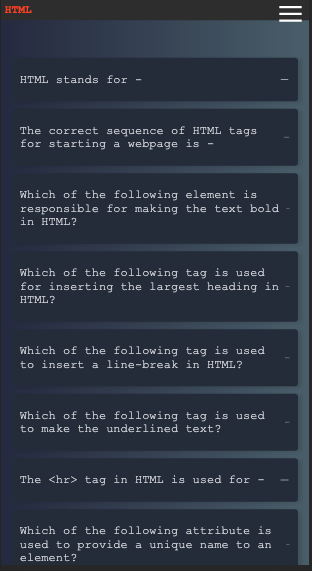 HTML
HTML stands for -
The correct sequence of HTML tags
for starting a webpage is -
Which of the following element is
responsible for making the text bold
in HTML?
Which of the following tag is used
for inserting the largest heading in
HTML?
Which of the following tag is used
to insert a line-break in HTML?
Which of the following tag is used
to make the underlined text?
The <hr> tag in HTML is used for -
Which of the following attribute is
used to provide a unique name to an
element?